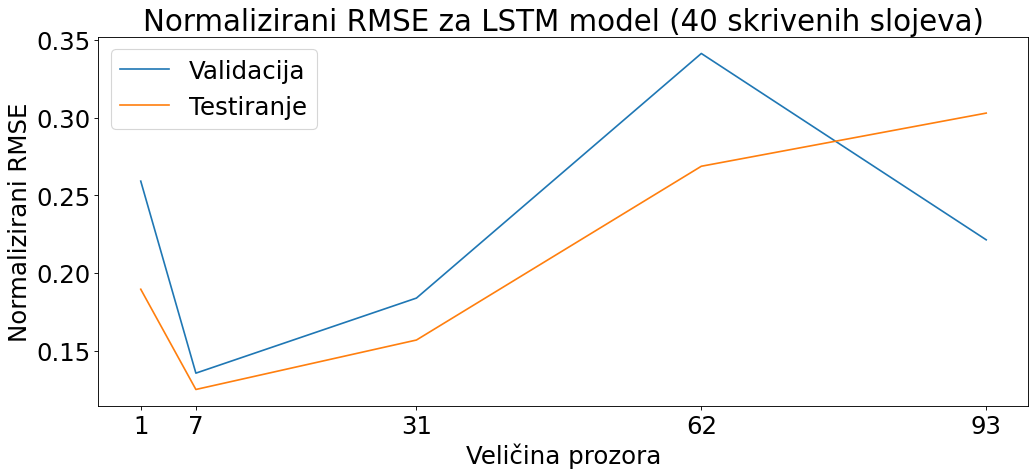 Normalizirani RMSE za LSTM model (40 skrivenih slojeva)
Normalizirani RMSE
0.35
0.30
0.25
0.20
0.15
Validacija
Testiranje
1 7 31 62 93
Veličina prozora